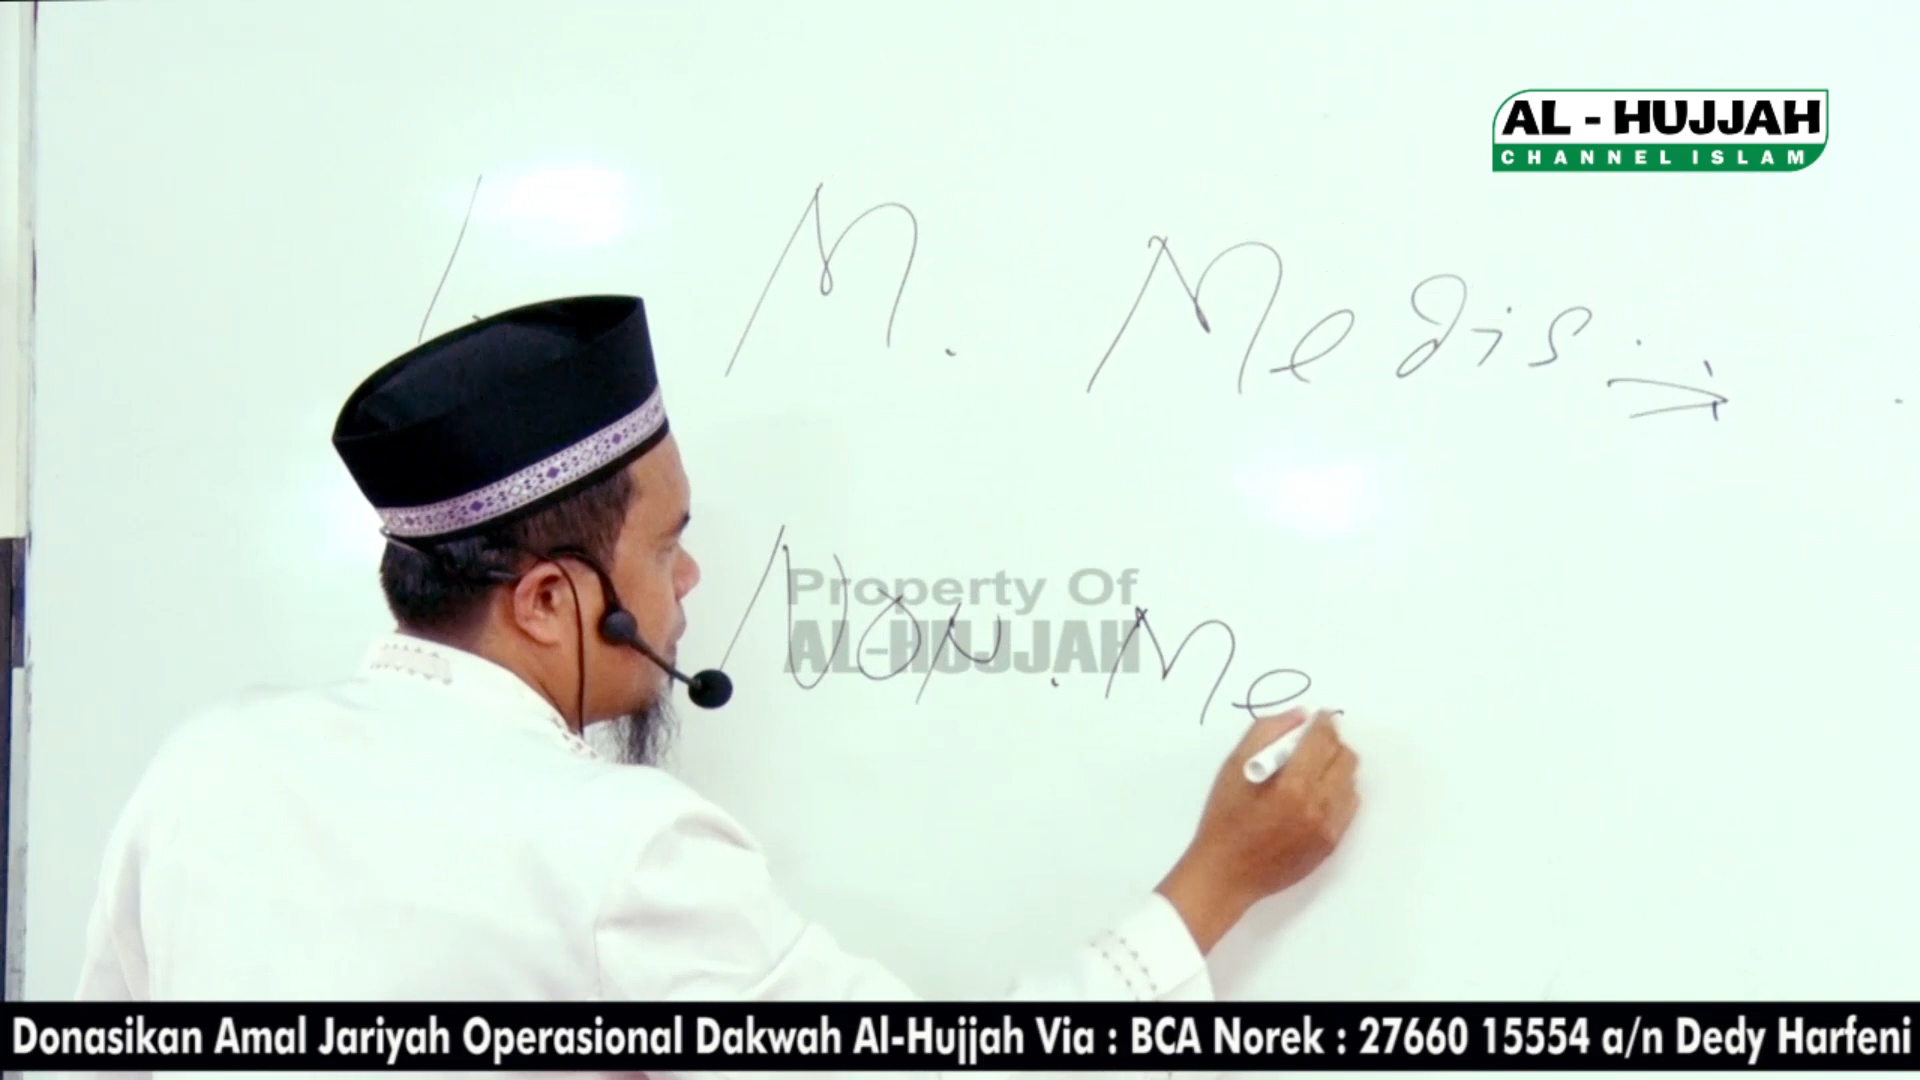 AL - HUJJAH
CHANNEL ISLAM
M. Medis
Property Of
AL-HUJJAH
Non. Me
Donasikan Amal Jariyah Operasional Dakwah Al-Hujjah Via : BCA Norek : 27660 15554 a/n Dedy Harfeni